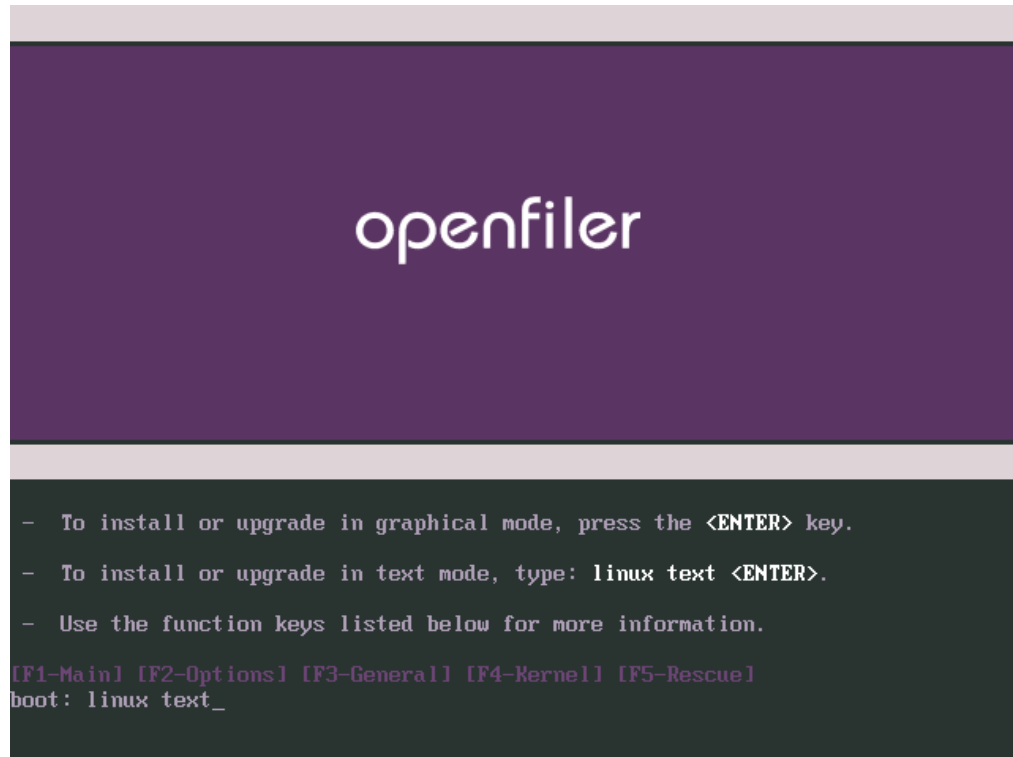 openfiler
- To install or upgrade in graphical mode, press the <ENTER> key.
- To install or upgrade in text mode, type: linux text <ENTER>.
- Use the function keys listed below for more information.
[F1-Main] [F2-Options] [F3-General] [F4-Kernel] [F5-Rescue]
boot: linux text_